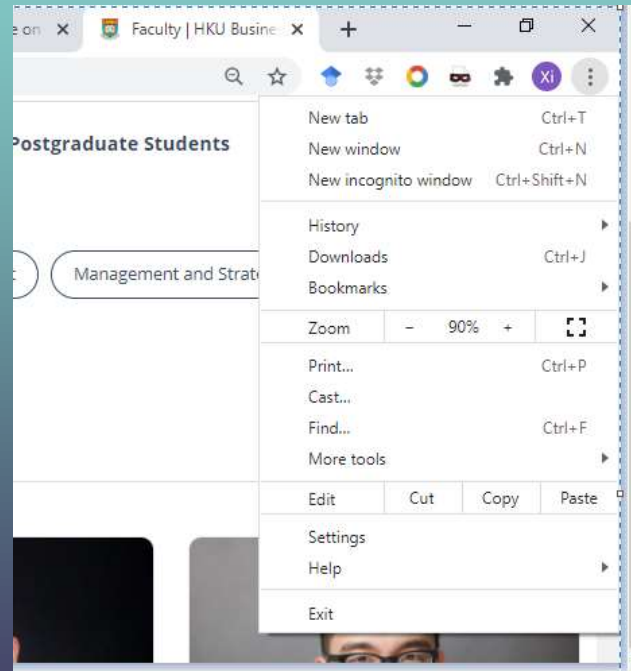 e on
Faculty | HKU Busine
Xi
Postgraduate Students
Management and Strate
New tab Ctrl+T
New window Ctrl+N
New incognito window Ctrl+Shift+N
History
Downloads Ctrl+J
Bookmarks
Zoom - 90% +
Print... Ctrl+P
Cast...
Find... Ctrl+F
More tools
Edit Cut Copy Paste
Settings
Help
Exit